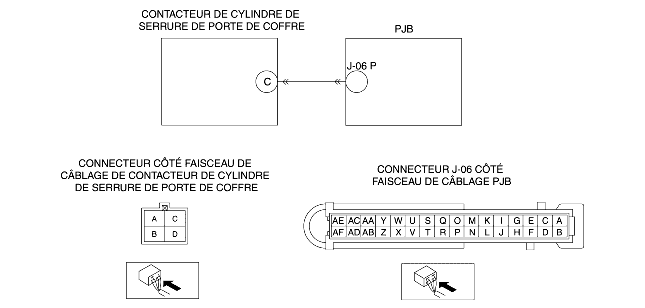 CONTACTEUR DE CYLINDRE DE
SERRURE DE PORTE DE COFFRE
PJB
J-06 P
C
CONNECTEUR CÔTÉ FAISCEAU DE
CÂBLAGE DE CONTACTEUR DE CYLINDRE
DE SERRURE DE PORTE DE COFFRE
A C
B D
CONNECTEUR J-06 CÔTÉ
FAISCEAU DE CÂBLAGE PJB
AE AC AA Y W U S Q O M K I G E C A
AF AD AB Z X V T R P N L J H F D B